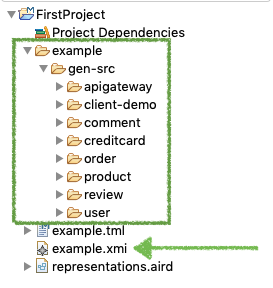 FirstProject
Project Dependencies
example
gen-src
apigateway
client-demo
comment
creditcard
order
product
review
user
example.tml
example.xmi
representations.aird